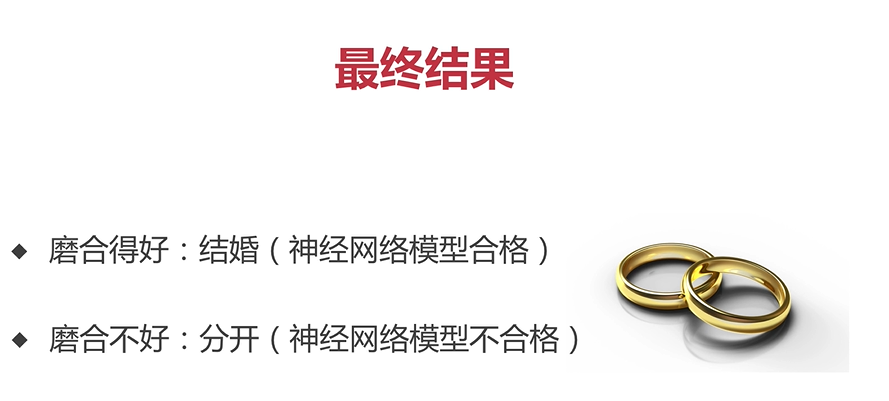 最终结果
◆ 磨合得好：结婚（神经网络模型合格）
◆ 磨合不好：分开（神经网络模型不合格）